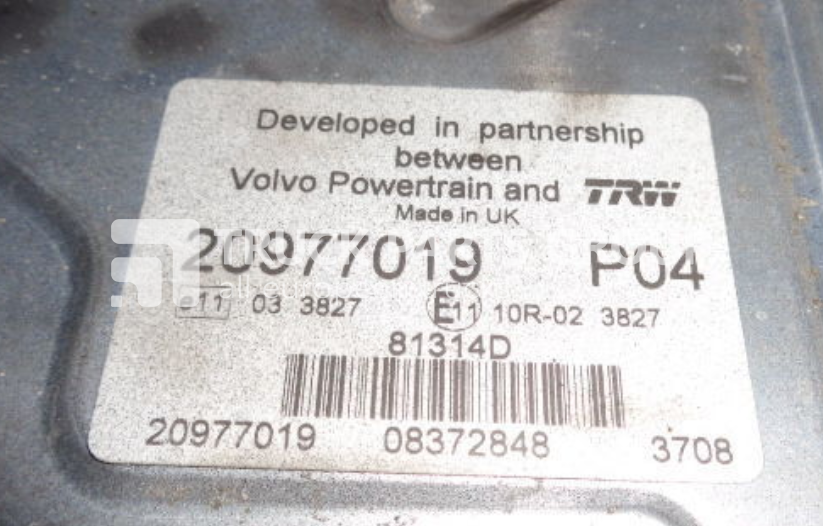 Developed in partnership
between
Volvo Powertrain and TRW
Made in UK
20977019 P04
e11 03 3827 E11 10R-02 3827
81314D
20977019 08372848 3708